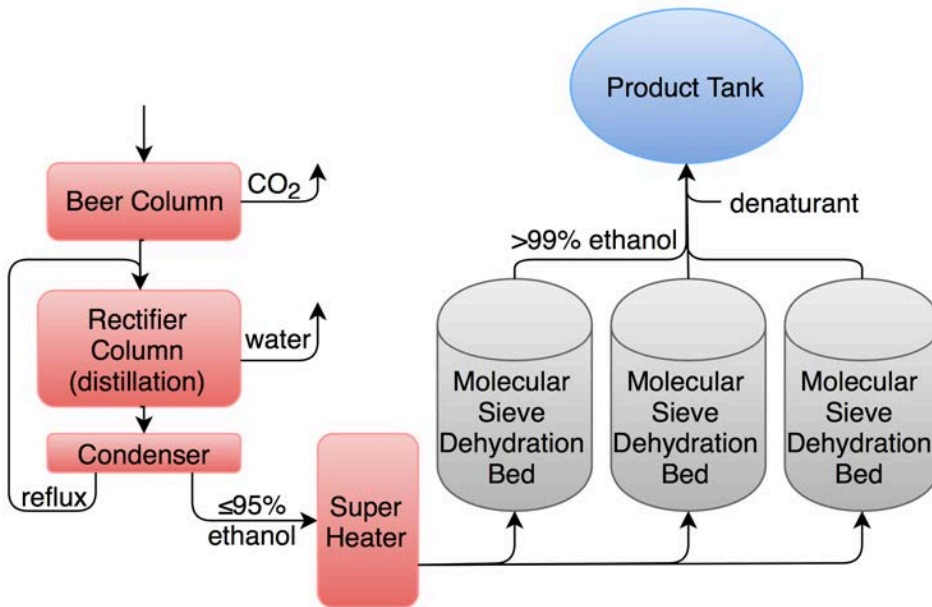 Product Tank
Beer Column
CO₂
denaturant
>99% ethanol
Rectifier
Column
(distillation)
water
Molecular
Sieve
Dehydration
Bed
Molecular
Sieve
Dehydration
Bed
Molecular
Sieve
Dehydration
Bed
Condenser
reflux
≤95%
ethanol
Super
Heater